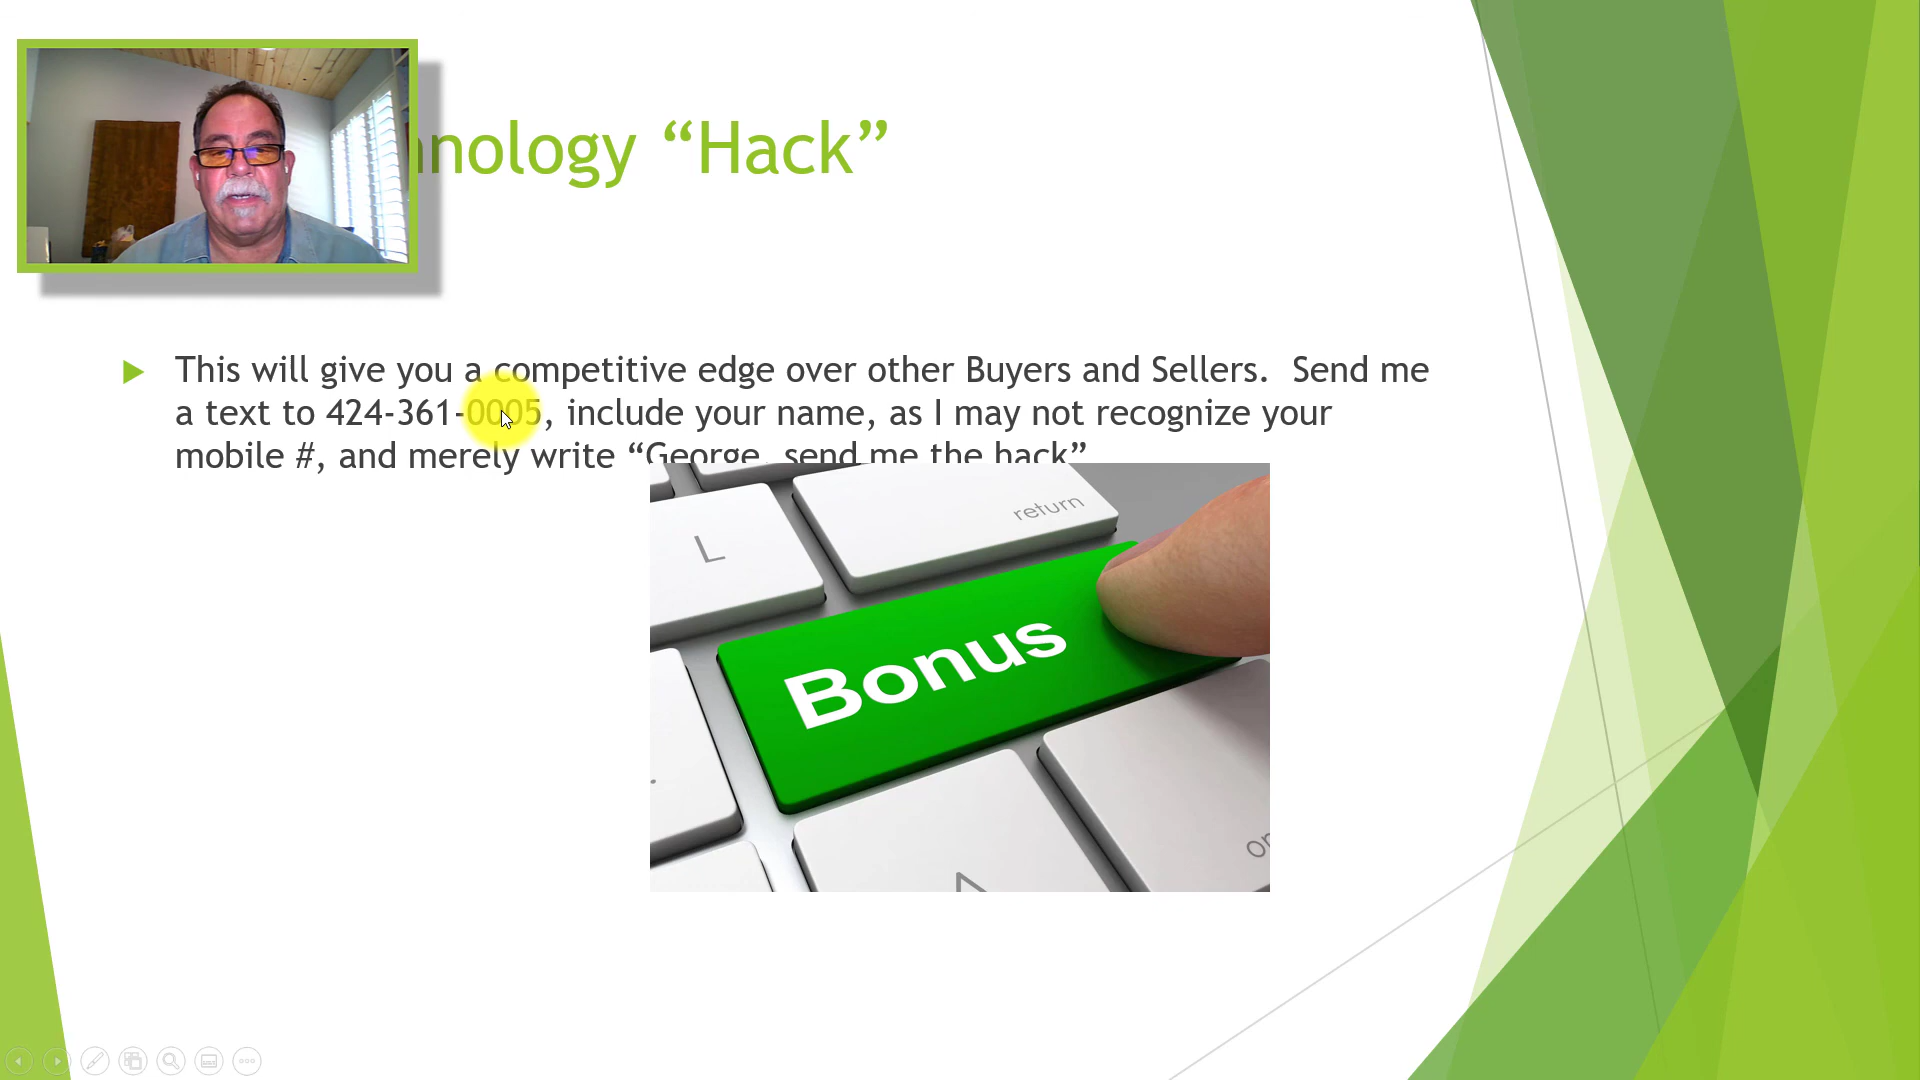 nology “Hack”
This will give you a competitive edge over other Buyers and Sellers.  Send me
a text to 424-361-0005, include your name, as I may not recognize your
mobile #, and merely write “George, send me the hack”
return
L
Bonus